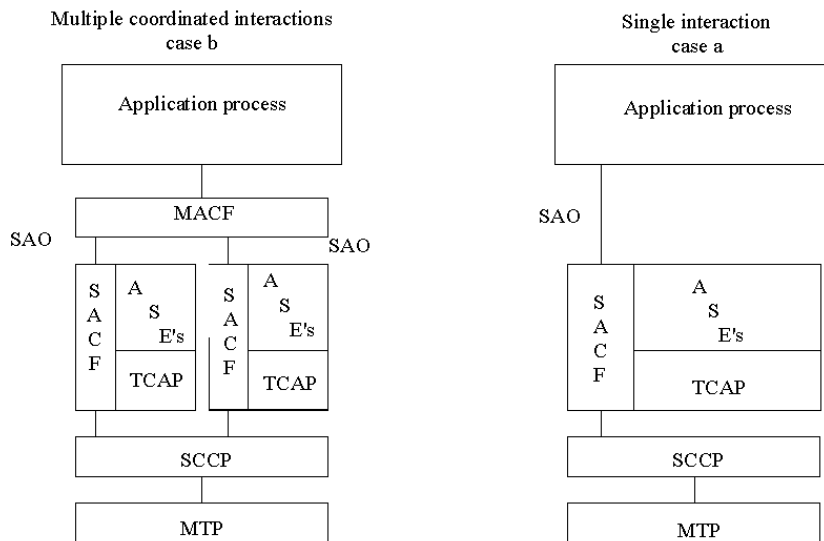 Multiple coordinated interactions
case b
Application process
MACF
SAO
SAO
S
A
C
F
A
S
E's
TCAP
S
A
C
F
A
S
E's
TCAP
SCCP
MTP
Single interaction
case a
Application process
SAO
S
A
C
F
A
S
E's
TCAP
SCCP
MTP